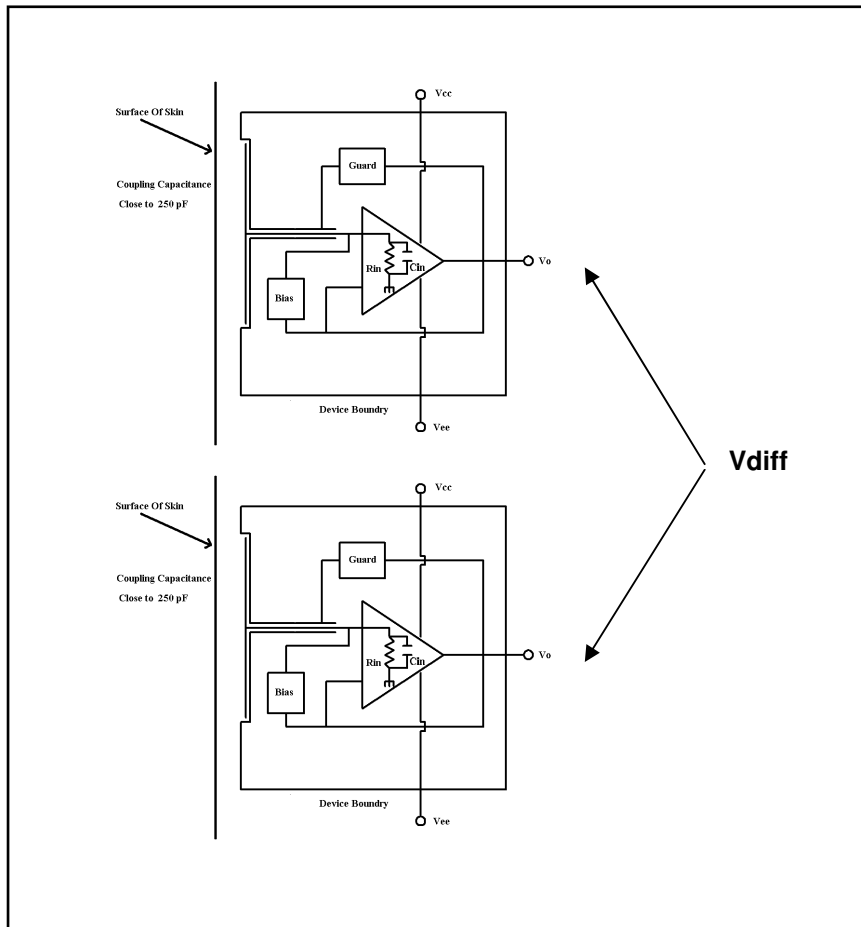 Vcc
Surface Of Skin
Guard
Coupling Capacitance
Close to 250 pF
Rin
Cin
Vo
Bias
Device Boundry
Vee
Vdiff
Vcc
Surface Of Skin
Guard
Coupling Capacitance
Close to 250 pF
Rin
Cin
Vo
Bias
Device Boundry
Vee